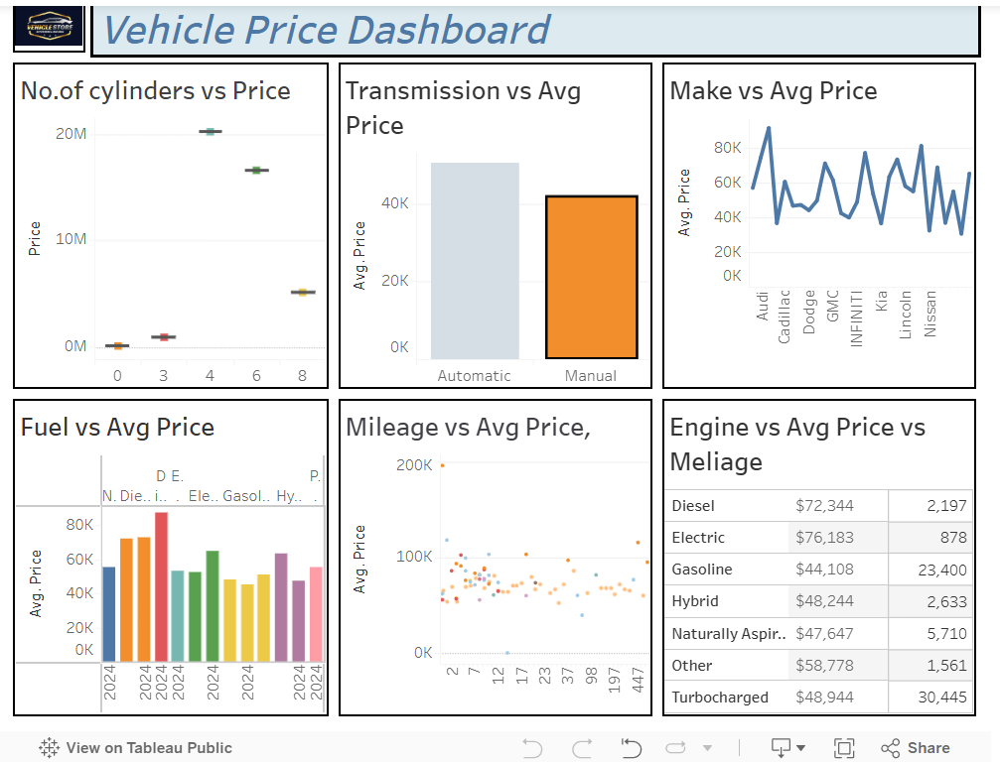 VEHICLE STORE
Vehicle Price Dashboard
No.of cylinders vs Price
20M
10M
0M
Price
0 3 4 6 8
Transmission vs Avg
Price
40K
20K
0K
Avg. Price
Automatic Manual
Make vs Avg Price
80K
60K
40K
20K
0K
Avg. Price
Audi
Cadillac
Dodge
GMC
INFINITI
Kia
Lincoln
Nissan
Fuel vs Avg Price
D E. P.
N. Die.. i.. . Ele.. Gasol.. Hy.. .
80K
60K
40K
20K
0K
Avg. Price
2024 2024 2024 2024 2024 2024 2024 2024
Mileage vs Avg Price,
200K
100K
0K
Avg. Price
2 7 12 17 23 37 98 197 447
Engine vs Avg Price vs
Meliage
Diesel $72,344 2,197
Electric $76,183 878
Gasoline $44,108 23,400
Hybrid $48,244 2,633
Naturally Aspir.. $47,647 5,710
Other $58,778 1,561
Turbocharged $48,944 30,445
View on Tableau Public
Share